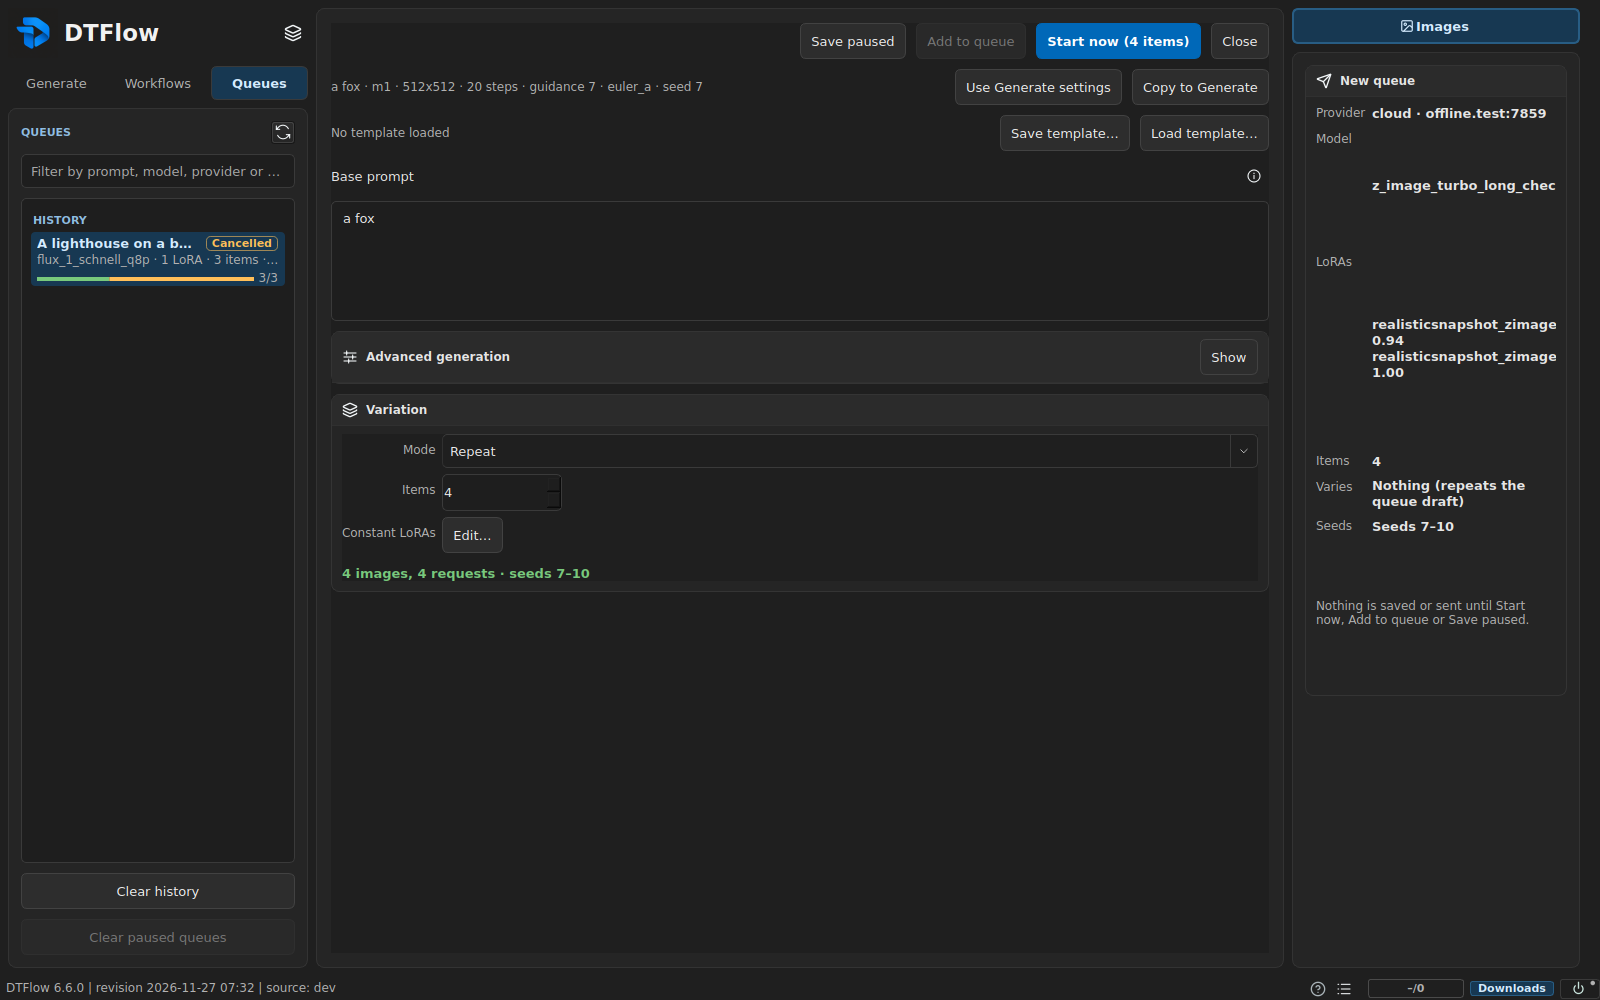 DTFlow
Generate
Workflows
Queues
QUEUES
Filter by prompt, model, provider or ...
HISTORY
A lighthouse on a b...
Cancelled
flux_1_schnell_q8p · 1 LoRA · 3 items ·...
3/3
Clear history
Clear paused queues
Save paused
Add to queue
Start now (4 items)
Close
a fox · m1 · 512x512 · 20 steps · guidance 7 · euler_a · seed 7
Use Generate settings
Copy to Generate
No template loaded
Save template...
Load template...
Base prompt
a fox
Advanced generation
Show
Variation
Mode
Repeat
Items
4
Constant LoRAs
Edit...
4 images, 4 requests · seeds 7–10
Images
New queue
Provider
cloud · offline.test:7859
Model
z_image_turbo_long_chec
LoRAs
realisticsnapshot_zimage
0.94
realisticsnapshot_zimage
1.00
Items
4
Varies
Nothing (repeats the
queue draft)
Seeds
Seeds 7–10
Nothing is saved or sent until Start
now, Add to queue or Save paused.
DTFlow 6.6.0 | revision 2026-11-27 07:32 | source: dev
–/0
Downloads